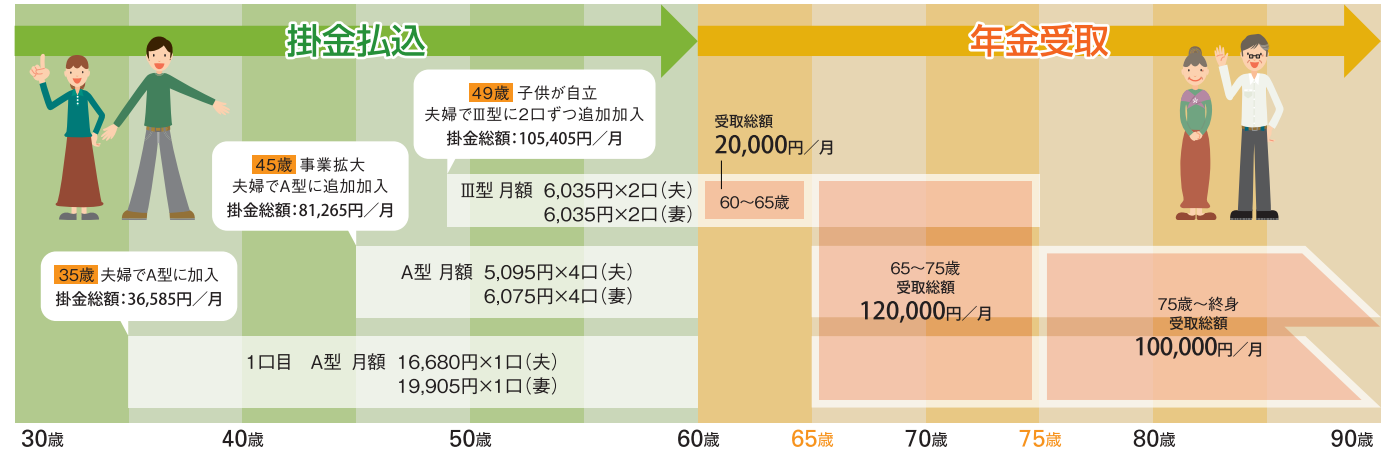 掛金払込
年金受取
49歳 子供が自立
夫婦でⅢ型に2口ずつ追加加入
掛金総額：105,405円／月
受取総額
20,000円／月
45歳 事業拡大
夫婦でA型に追加加入
掛金総額：81,265円／月
Ⅲ型 月額 6,035円×2口（夫）
6,035円×2口（妻）
60〜65歳
35歳 夫婦でA型に加入
掛金総額：36,585円／月
A型 月額 5,095円×4口（夫）
6,075円×4口（妻）
65〜75歳
受取総額
120,000円／月
75歳〜終身
受取総額
100,000円／月
1口目 A型 月額 16,680円×1口（夫）
19,905円×1口（妻）
30歳 40歳 50歳 60歳 65歳 70歳 75歳 80歳 90歳